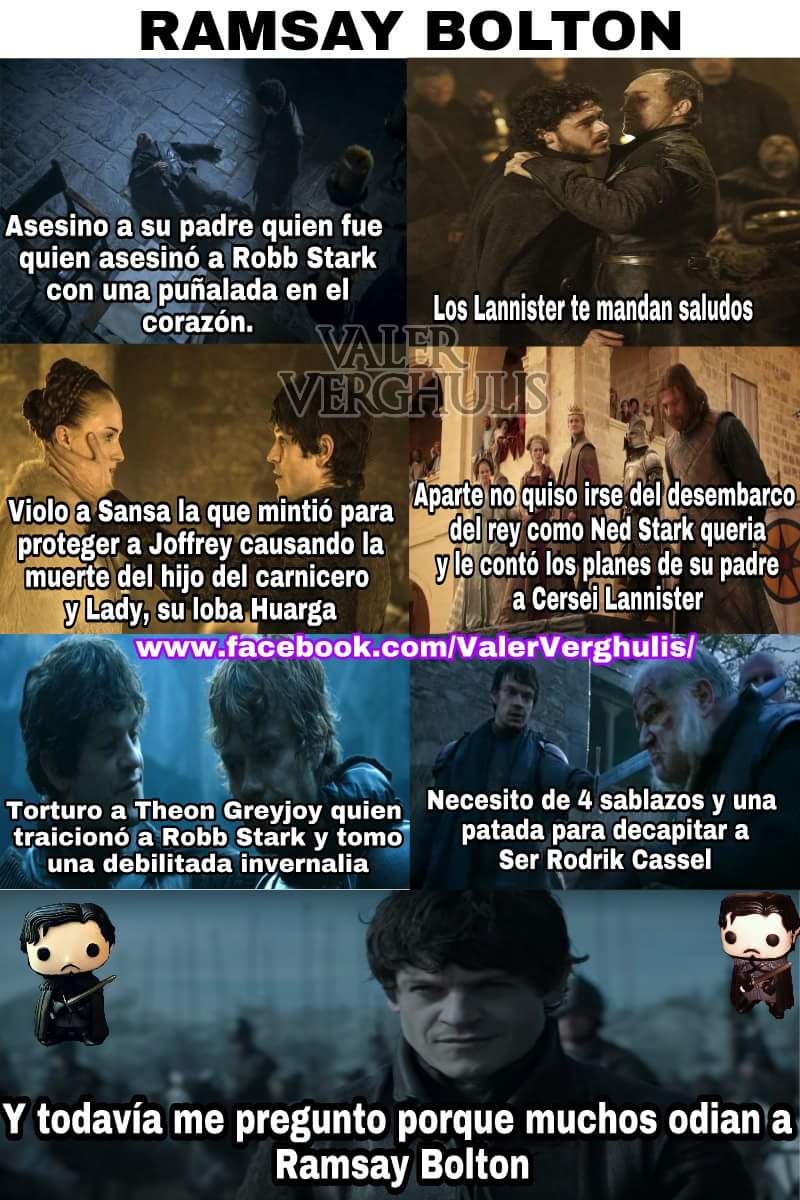 RAMSAY BOLTON
Asesino a su padre quien fue
quien asesinó a Robb Stark
con una puñalada en el
corazón.
Los Lannister te mandan saludos
VALER
VERGHULIS
Violo a Sansa la que mintió para
proteger a Joffrey causando la
muerte del hijo del carnicero
y Lady, su loba Huarga
Aparte no quiso irse del desembarco
del rey como Ned Stark queria
y le contó los planes de su padre
a Cersei Lannister
www.facebook.com/ValerVerghulis/
Torturo a Theon Greyjoy quien
traicionó a Robb Stark y tomo
una debilitada invernalia
Necesito de 4 sablazos y una
patada para decapitar a
Ser Rodrik Cassel
Y todavía me pregunto porque muchos odian a
Ramsay Bolton